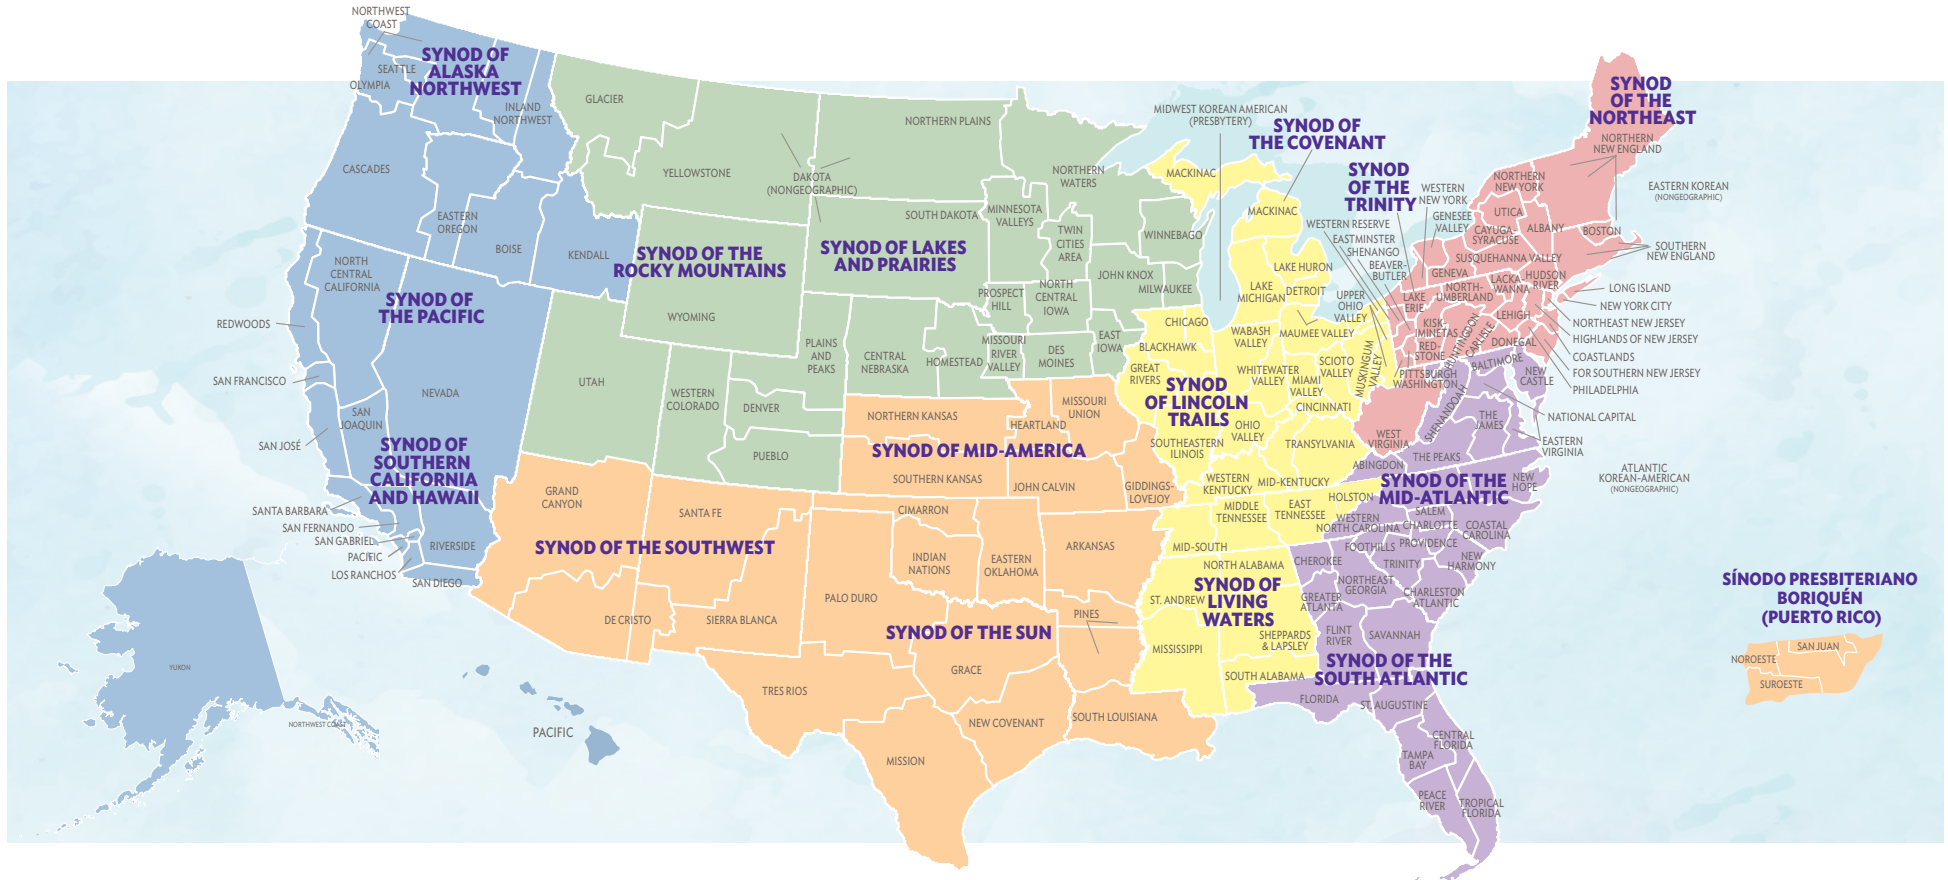 NORTHWEST
COAST
SYNOD OF
ALASKA
NORTHWEST
SEATTLE
OLYMPIA
INLAND
NORTHWEST
CASCADES
EASTERN
OREGON
BOISE
KENDALL
NORTH
CENTRAL
CALIFORNIA
SYNOD OF
THE PACIFIC
REDWOODS
SAN FRANCISCO
NEVADA
SAN
JOAQUIN
SAN JOSÉ
SYNOD OF
SOUTHERN
CALIFORNIA
AND HAWAII
SANTA BARBARA
SAN FERNANDO
SAN GABRIEL
PACIFIC
LOS RANCHOS
RIVERSIDE
SAN DIEGO
YUKON
NORTHWEST COAST
PACIFIC
GLACIER
YELLOWSTONE
DAKOTA
(NONGEOGRAPHIC)
SYNOD OF THE
ROCKY MOUNTAINS
WYOMING
UTAH
WESTERN
COLORADO
DENVER
PUEBLO
PLAINS
AND
PEAKS
NORTHERN PLAINS
SOUTH DAKOTA
SYNOD OF LAKES
AND PRAIRIES
NORTHERN
WATERS
MINNESOTA
VALLEYS
TWIN
CITIES
AREA
WINNEBAGO
JOHN KNOX
MILWAUKEE
PROSPECT
HILL
NORTH
CENTRAL
IOWA
CENTRAL
NEBRASKA
HOMESTEAD
MISSOURI
RIVER
VALLEY
DES
MOINES
EAST
IOWA
NORTHERN KANSAS
HEARTLAND
MISSOURI
UNION
SYNOD OF MID-AMERICA
SOUTHERN KANSAS
JOHN CALVIN
GIDDINGS-
LOVEJOY
GRAND
CANYON
SANTA FE
SYNOD OF THE SOUTHWEST
DE CRISTO
SIERRA BLANCA
CIMARRON
INDIAN
NATIONS
EASTERN
OKLAHOMA
ARKANSAS
PALO DURO
SYNOD OF THE SUN
PINES
GRACE
TRES RIOS
NEW COVENANT
SOUTH LOUISIANA
MISSION
MIDWEST KOREAN AMERICAN
(PRESBYTERY)
SYNOD OF
THE COVENANT
MACKINAC
MACKINAC
LAKE HURON
LAKE
MICHIGAN
DETROIT
MAUMEE VALLEY
UPPER
OHIO
VALLEY
WESTERN RESERVE
EASTMINSTER
SHENANGO
BEAVER-
BUTLER
CHICAGO
BLACKHAWK
GREAT
RIVERS
WABASH
VALLEY
WHITEWATER
VALLEY
MIAMI
VALLEY
SCIOTO
VALLEY
MUSKINGUM
VALLEY
CINCINNATI
SYNOD
OF LINCOLN
TRAILS
SOUTHEASTERN
ILINOIS
OHIO
VALLEY
TRANSYLVANIA
WESTERN
KENTUCKY
MID-KENTUCKY
MIDDLE
TENNESSEE
EAST
TENNESSEE
HOLSTON
MID-SOUTH
NORTH ALABAMA
ST. ANDREW
SYNOD OF
LIVING
WATERS
SHEPPARDS
& LAPSLEY
MISSISSIPPI
SOUTH ALABAMA
SYNOD
OF THE
TRINITY
LAKE
ERIE
KISK-
IMINETAS
RED-
STONE
PITTSBURGH
WASHINGTON
WEST
VIRGINIA
HUNTINGDON
CARLISLE
NORTH-
UMBERLAND
LACKA-
WANNA
LEHIGH
DONEGAL
SYNOD
OF THE
NORTHEAST
NORTHERN
NEW ENGLAND
EASTERN KOREAN
(NONGEOGRAPHIC)
NORTHERN
NEW YORK
WESTERN
NEW YORK
GENESEE
VALLEY
UTICA
CAYUGA-
SYRACUSE
ALBANY
BOSTON
SOUTHERN
NEW ENGLAND
SUSQUEHANNA VALLEY
GENEVA
HUDSON
RIVER
LONG ISLAND
NEW YORK CITY
NORTHEAST NEW JERSEY
HIGHLANDS OF NEW JERSEY
COASTLANDS
FOR SOUTHERN NEW JERSEY
PHILADELPHIA
BALTIMORE
NEW
CASTLE
NATIONAL CAPITAL
SHENANDOAH
THE
JAMES
EASTERN
VIRGINIA
THE PEAKS
ABINGDON
SYNOD OF THE
MID-ATLANTIC
NEW
HOPE
ATLANTIC
KOREAN-AMERICAN
(NONGEOGRAPHIC)
SALEM
WESTERN
NORTH CAROLINA
CHARLOTTE
COASTAL
CAROLINA
FOOTHILLS
PROVIDENCE
TRINITY
NEW
HARMONY
CHEROKEE
NORTHEAST
GEORGIA
GREATER
ATLANTA
CHARLESTON
ATLANTIC
FLINT
RIVER
SAVANNAH
SYNOD OF THE
SOUTH ATLANTIC
FLORIDA
ST. AUGUSTINE
CENTRAL
FLORIDA
TAMPA
BAY
PEACE
RIVER
TROPICAL
FLORIDA
SÍNODO PRESBITERIANO
BORIQUÉN
(PUERTO RICO)
SAN JUAN
NOROESTE
SUROESTE